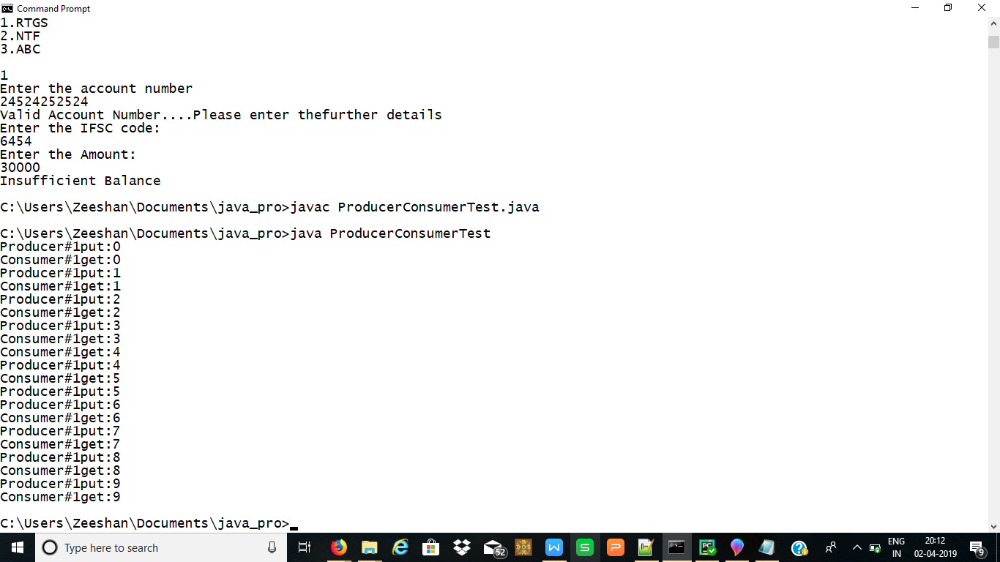 Command Prompt
1.RTGS
2.NTF
3.ABC
1
Enter the account number
24524252524
Valid Account Number....Please enter thefurther details
Enter the IFSC code:
6454
Enter the Amount:
30000
Insufficient Balance
C:\Users\Zeeshan\Documents\java_pro>javac ProducerConsumerTest.java
C:\Users\Zeeshan\Documents\java_pro>java ProducerConsumerTest
Producer#1put:0
Consumer#1get:0
Producer#1put:1
Consumer#1get:1
Producer#1put:2
Consumer#1get:2
Producer#1put:3
Consumer#1get:3
Consumer#1get:4
Producer#1put:4
Consumer#1get:5
Producer#1put:5
Producer#1put:6
Consumer#1get:6
Producer#1put:7
Consumer#1get:7
Producer#1put:8
Consumer#1get:8
Producer#1put:9
Consumer#1get:9
C:\Users\Zeeshan\Documents\java_pro>
Type here to search
52
DOS
W
S
P
PC
ENG
IN
20:12
02-04-2019
9